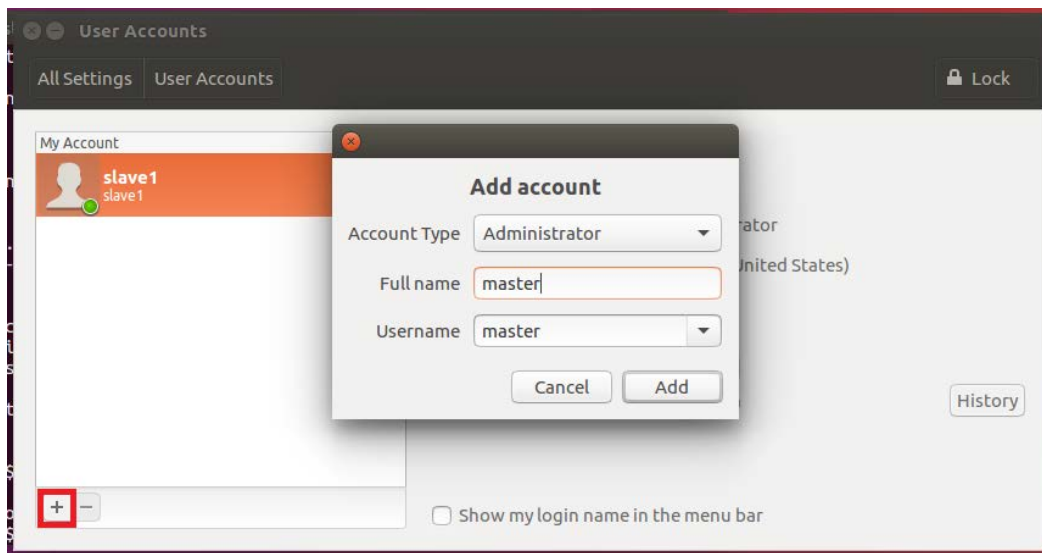 User Accounts
All Settings User Accounts Lock
My Account
slave1
slave1
Add account
Account Type Administrator
Full name master
Username master
Cancel Add
rator
United States)
History
+ −
Show my login name in the menu bar